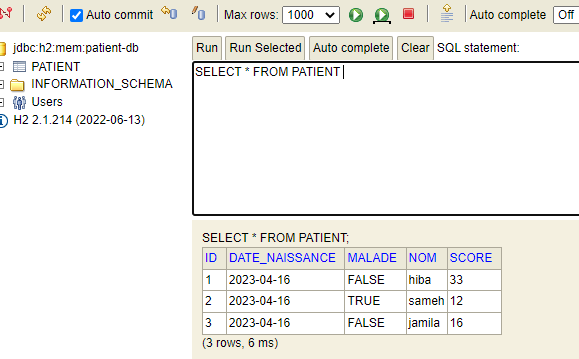 Auto commit Max rows: 1000 Auto complete Off
jdbc:h2:mem:patient-db
PATIENT
INFORMATION_SCHEMA
Users
H2 2.1.214 (2022-06-13)
Run Run Selected Auto complete Clear SQL statement:
SELECT * FROM PATIENT
SELECT * FROM PATIENT;
ID DATE_NAISSANCE MALADE NOM SCORE
1 2023-04-16 FALSE hiba 33
2 2023-04-16 TRUE sameh 12
3 2023-04-16 FALSE jamila 16
(3 rows, 6 ms)